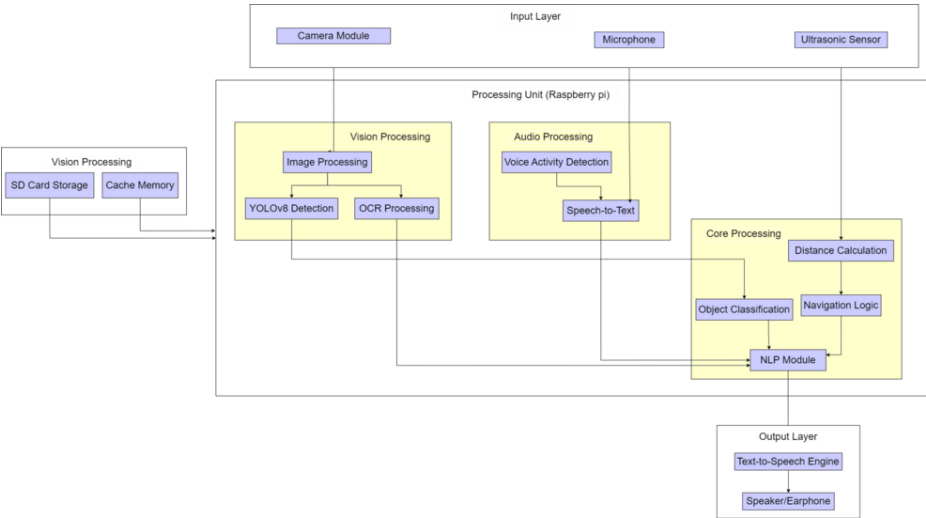 Input Layer
Camera Module
Microphone
Ultrasonic Sensor
Processing Unit (Raspberry pi)
Vision Processing
Audio Processing
Image Processing
Voice Activity Detection
Vision Processing
SD Card Storage
Cache Memory
YOLOv8 Detection
OCR Processing
Speech-to-Text
Core Processing
Distance Calculation
Object Classification
Navigation Logic
NLP Module
Output Layer
Text-to-Speech Engine
Speaker/Earphone